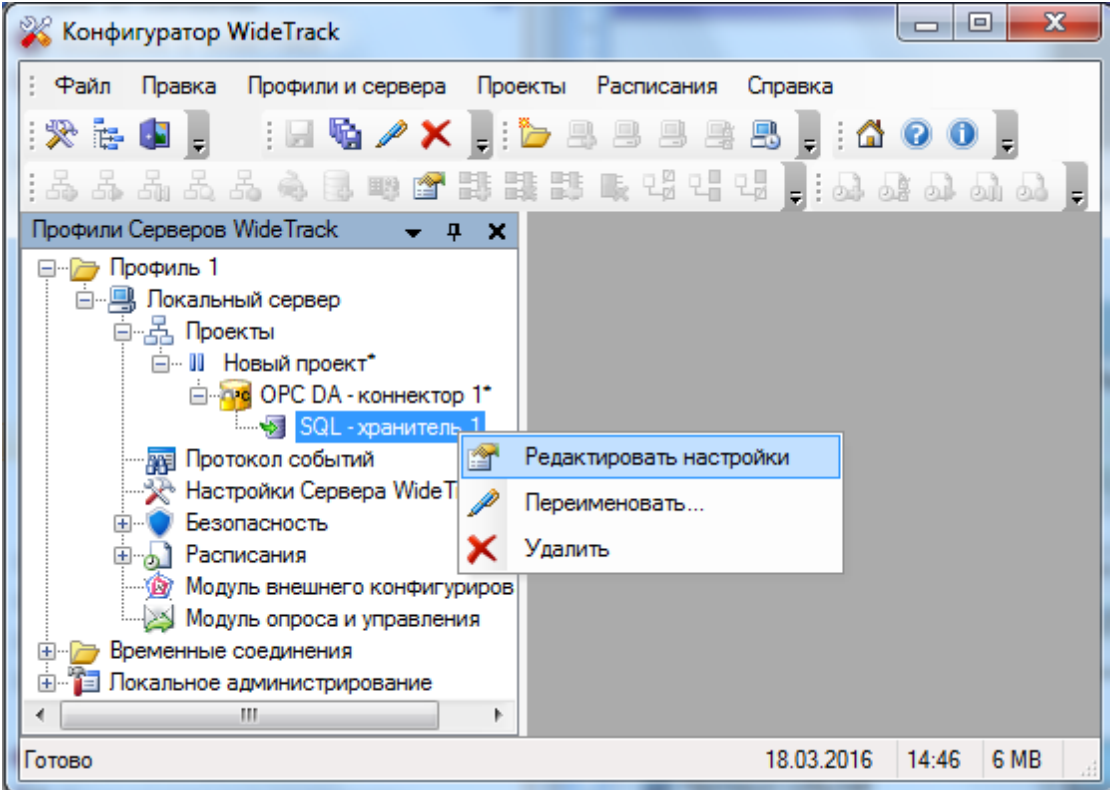 Конфигуратор WideTrack
Файл Правка Профили и сервера Проекты Расписания Справка
Профили Серверов WideTrack
Профиль 1
Локальный сервер
Проекты
Новый проект*
OPC DA - коннектор 1*
SQL - хранитель 1
Редактировать настройки
Протокол событий
Настройки Сервера WideT
Переименовать...
Безопасность
Удалить
Расписания
Модуль внешнего конфигуриров
Модуль опроса и управления
Временные соединения
Локальное администрирование
Готово 18.03.2016 14:46 6 MB